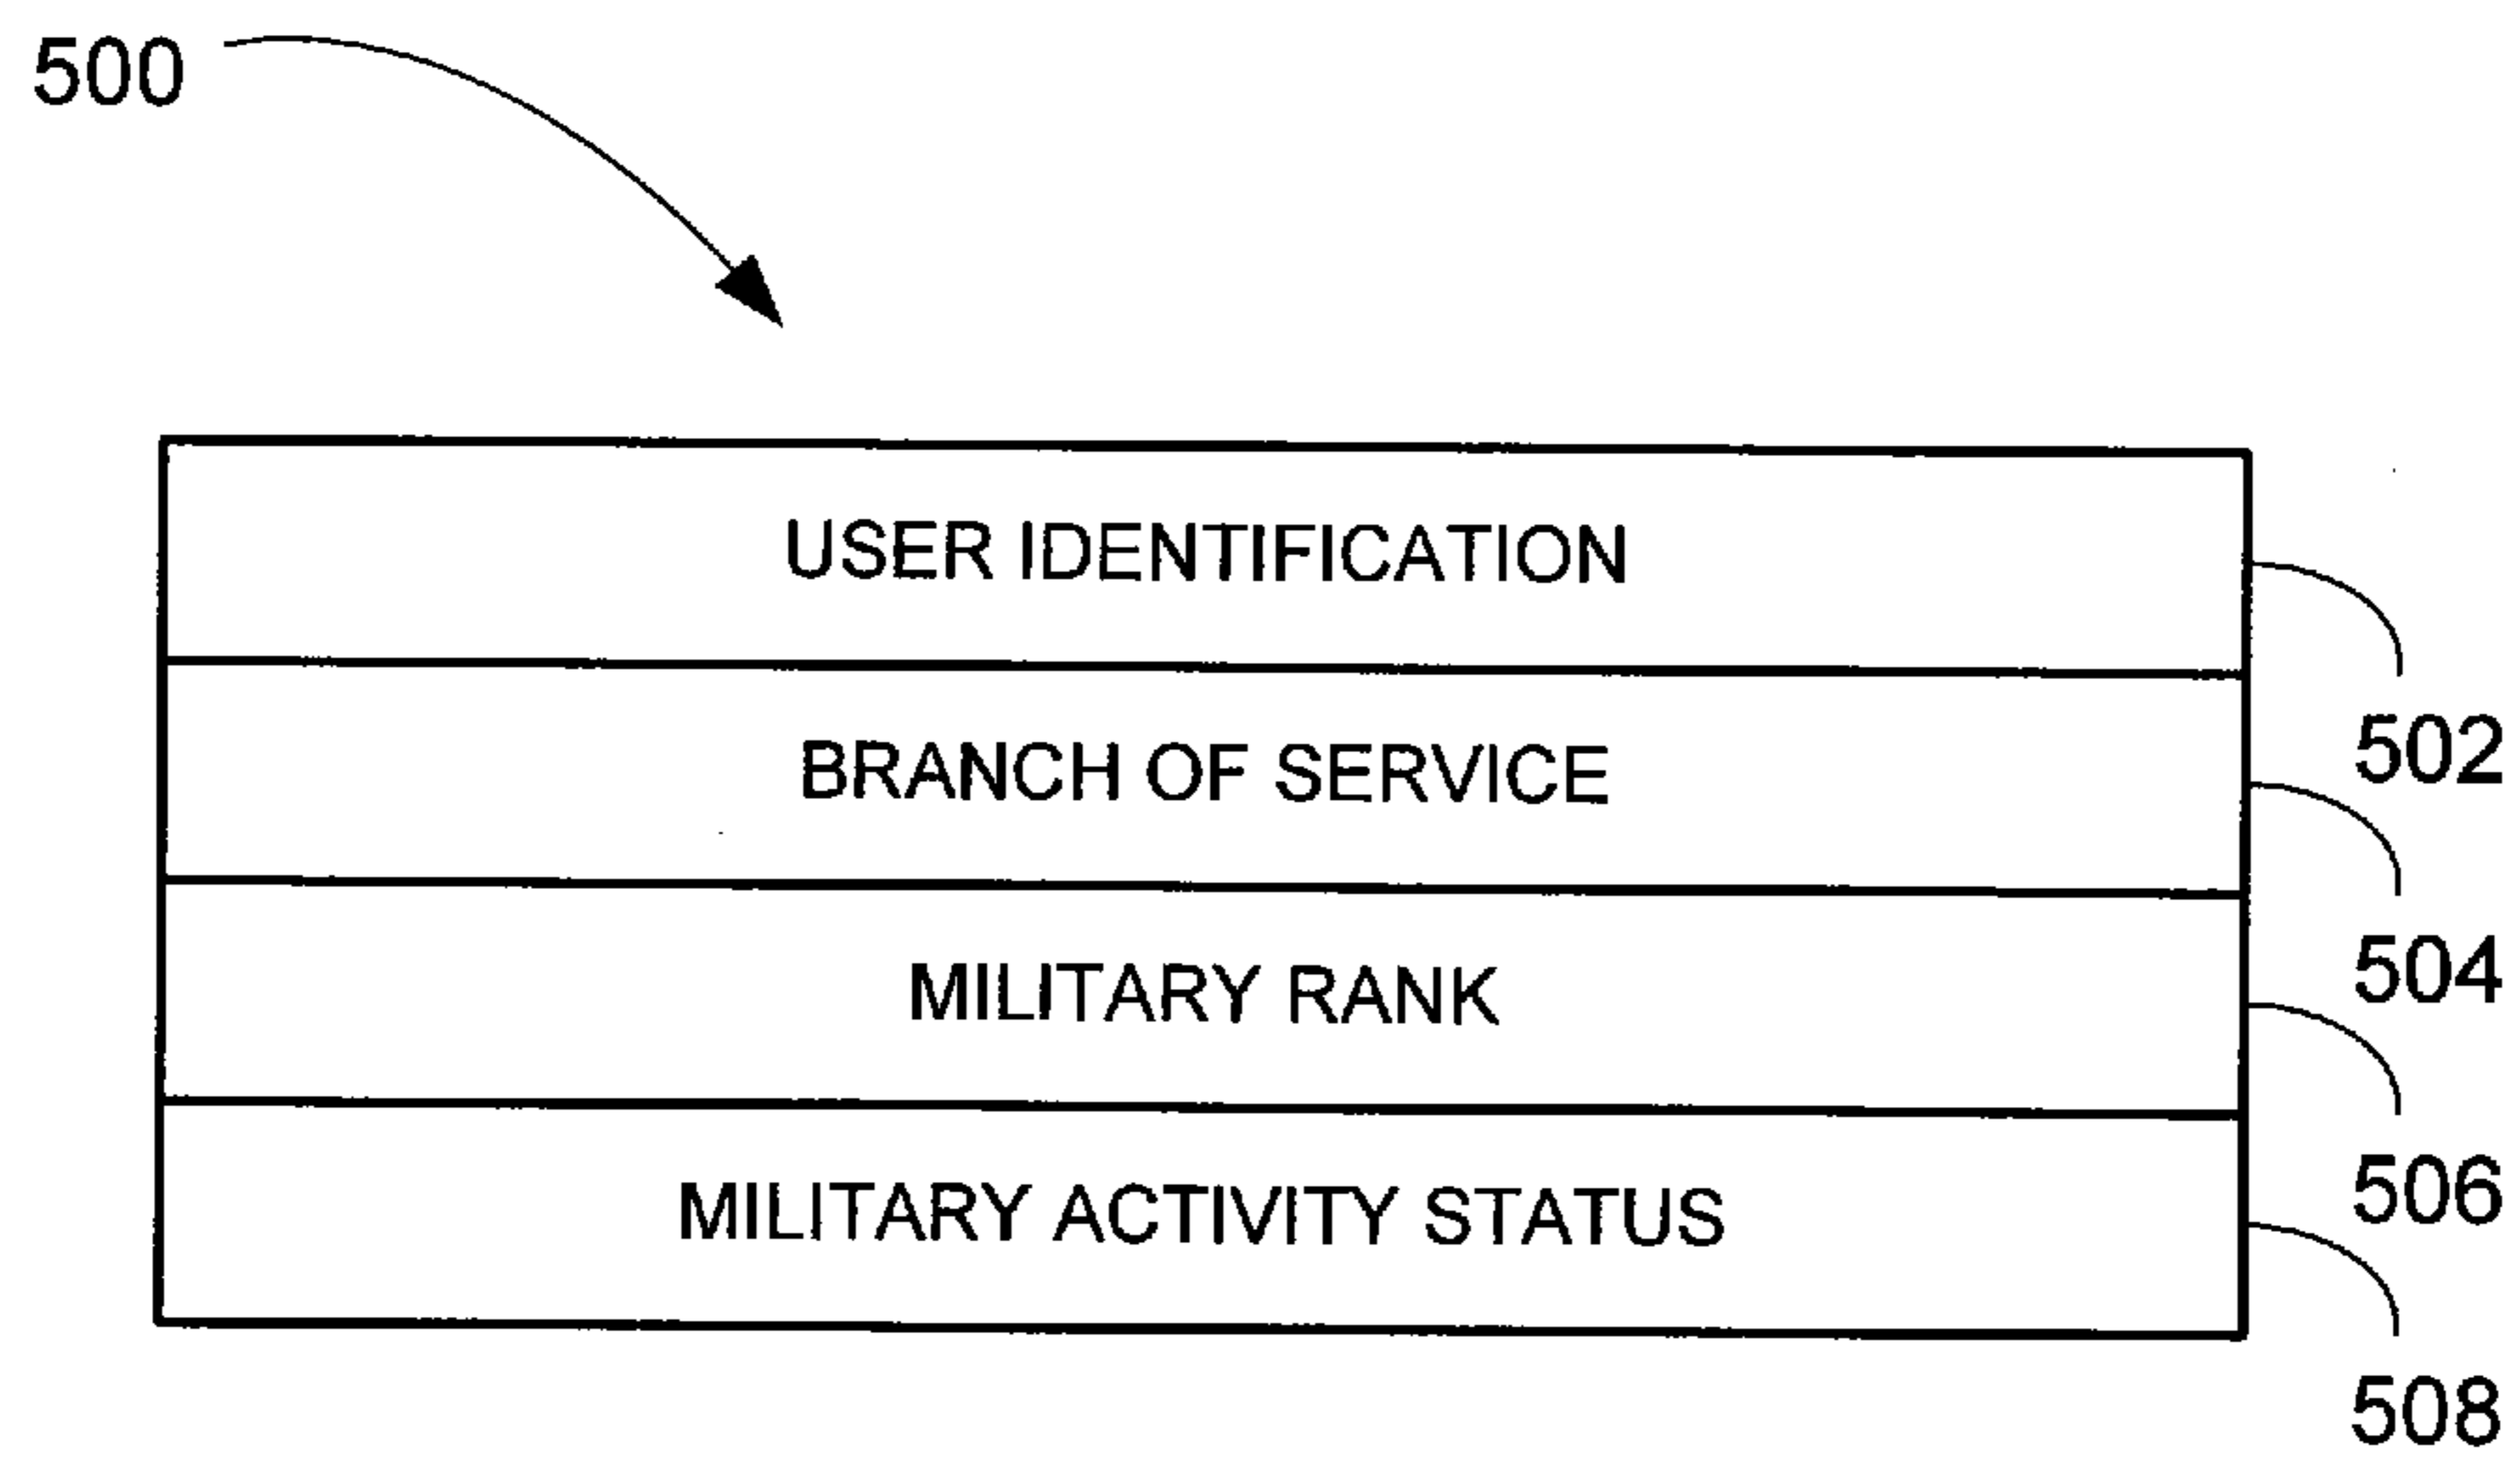 500
USER IDENTIFICATION
502
BRANCH OF SERVICE
504
MILITARY RANK
506
MILITARY ACTIVITY STATUS
508